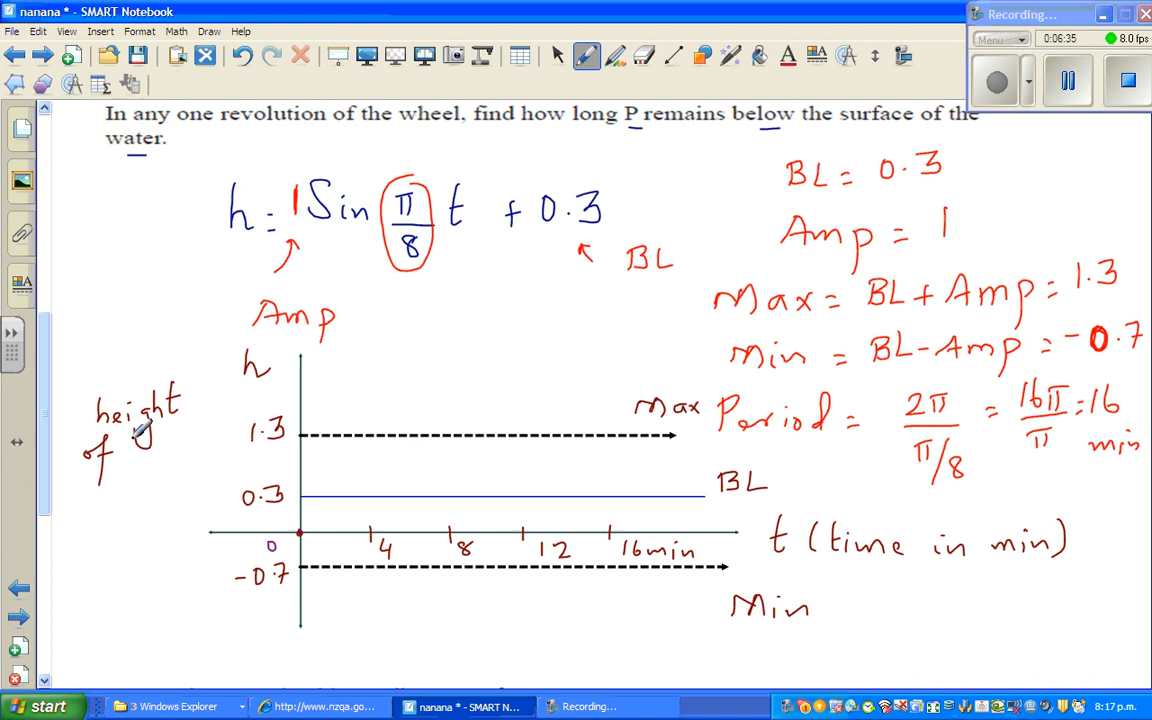 nanana * - SMART Notebook
Recording...
File Edit View Insert Format Math Draw Help
Menu
0:06:35
8.0 fps
In any one revolution of the wheel, find how long P remains below the surface of the
water.
h = 1 Sin π/8 t + 0.3
BL
Amp
BL = 0.3
Amp = 1
Max = BL + Amp = 1.3
Min = BL - Amp = -0.7
Period = 2π / π/8 = 16π/π = 16 min
h
height
of
1.3
Max
0.3
BL
0 4 8 12 16min
t (time in min)
-0.7
Min
start
3 Windows Explorer
http://www.nzqa.go...
nanana * - SMART N...
Recording...
8:17 p.m.